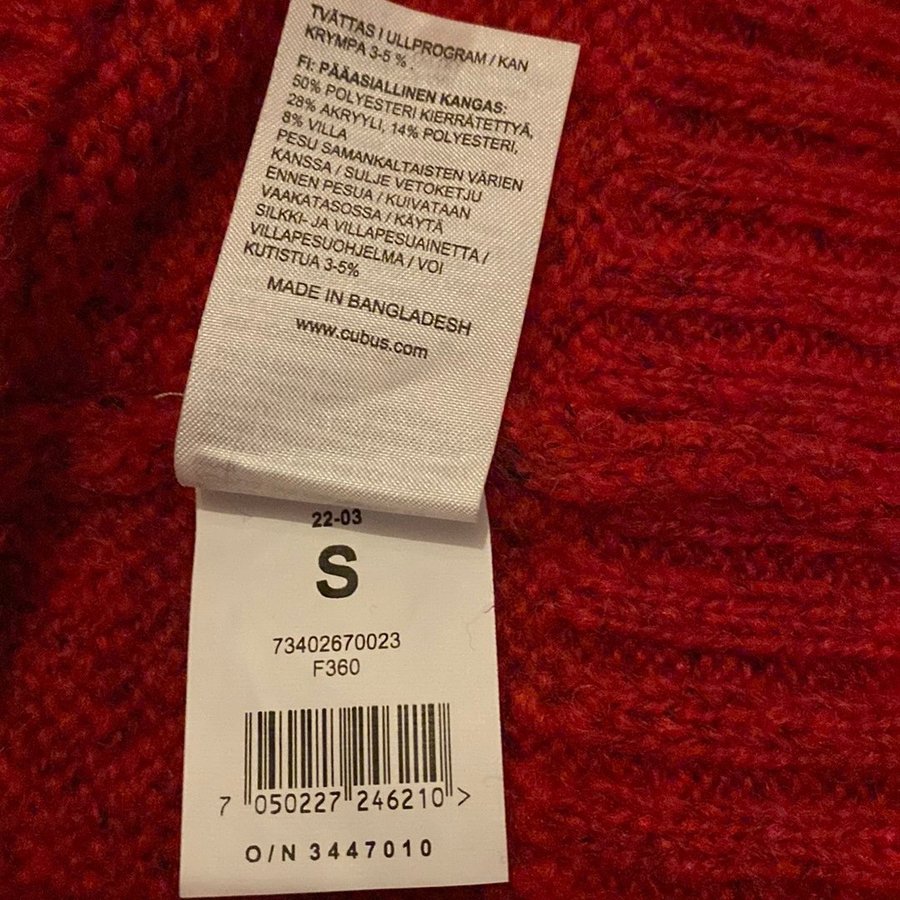 TVÄTTAS I ULLPROGRAM / KAN
KRYMPA 3-5 % .
FI: PÄÄASIALLINEN KANGAS:
50% POLYESTERI KIERRÄTETTYÄ,
28% AKRYYLI, 14% POLYESTERI,
8% VILLA
PESU SAMANKALTAISTEN VÄRIEN
KANSSA / SULJE VETOKETJU
ENNEN PESUA / KUIVATAAN
VAAKATASOSSA / KÄYTÄ
SILKKI- JA VILLAPESUAINETTA /
VILLAPESUOHJELMA / VOI
KUTISTUA 3-5%
MADE IN BANGLADESH
www.cubus.com
22-03
S
73402670023
F360
7 050227 246210 >
O/N 3447010